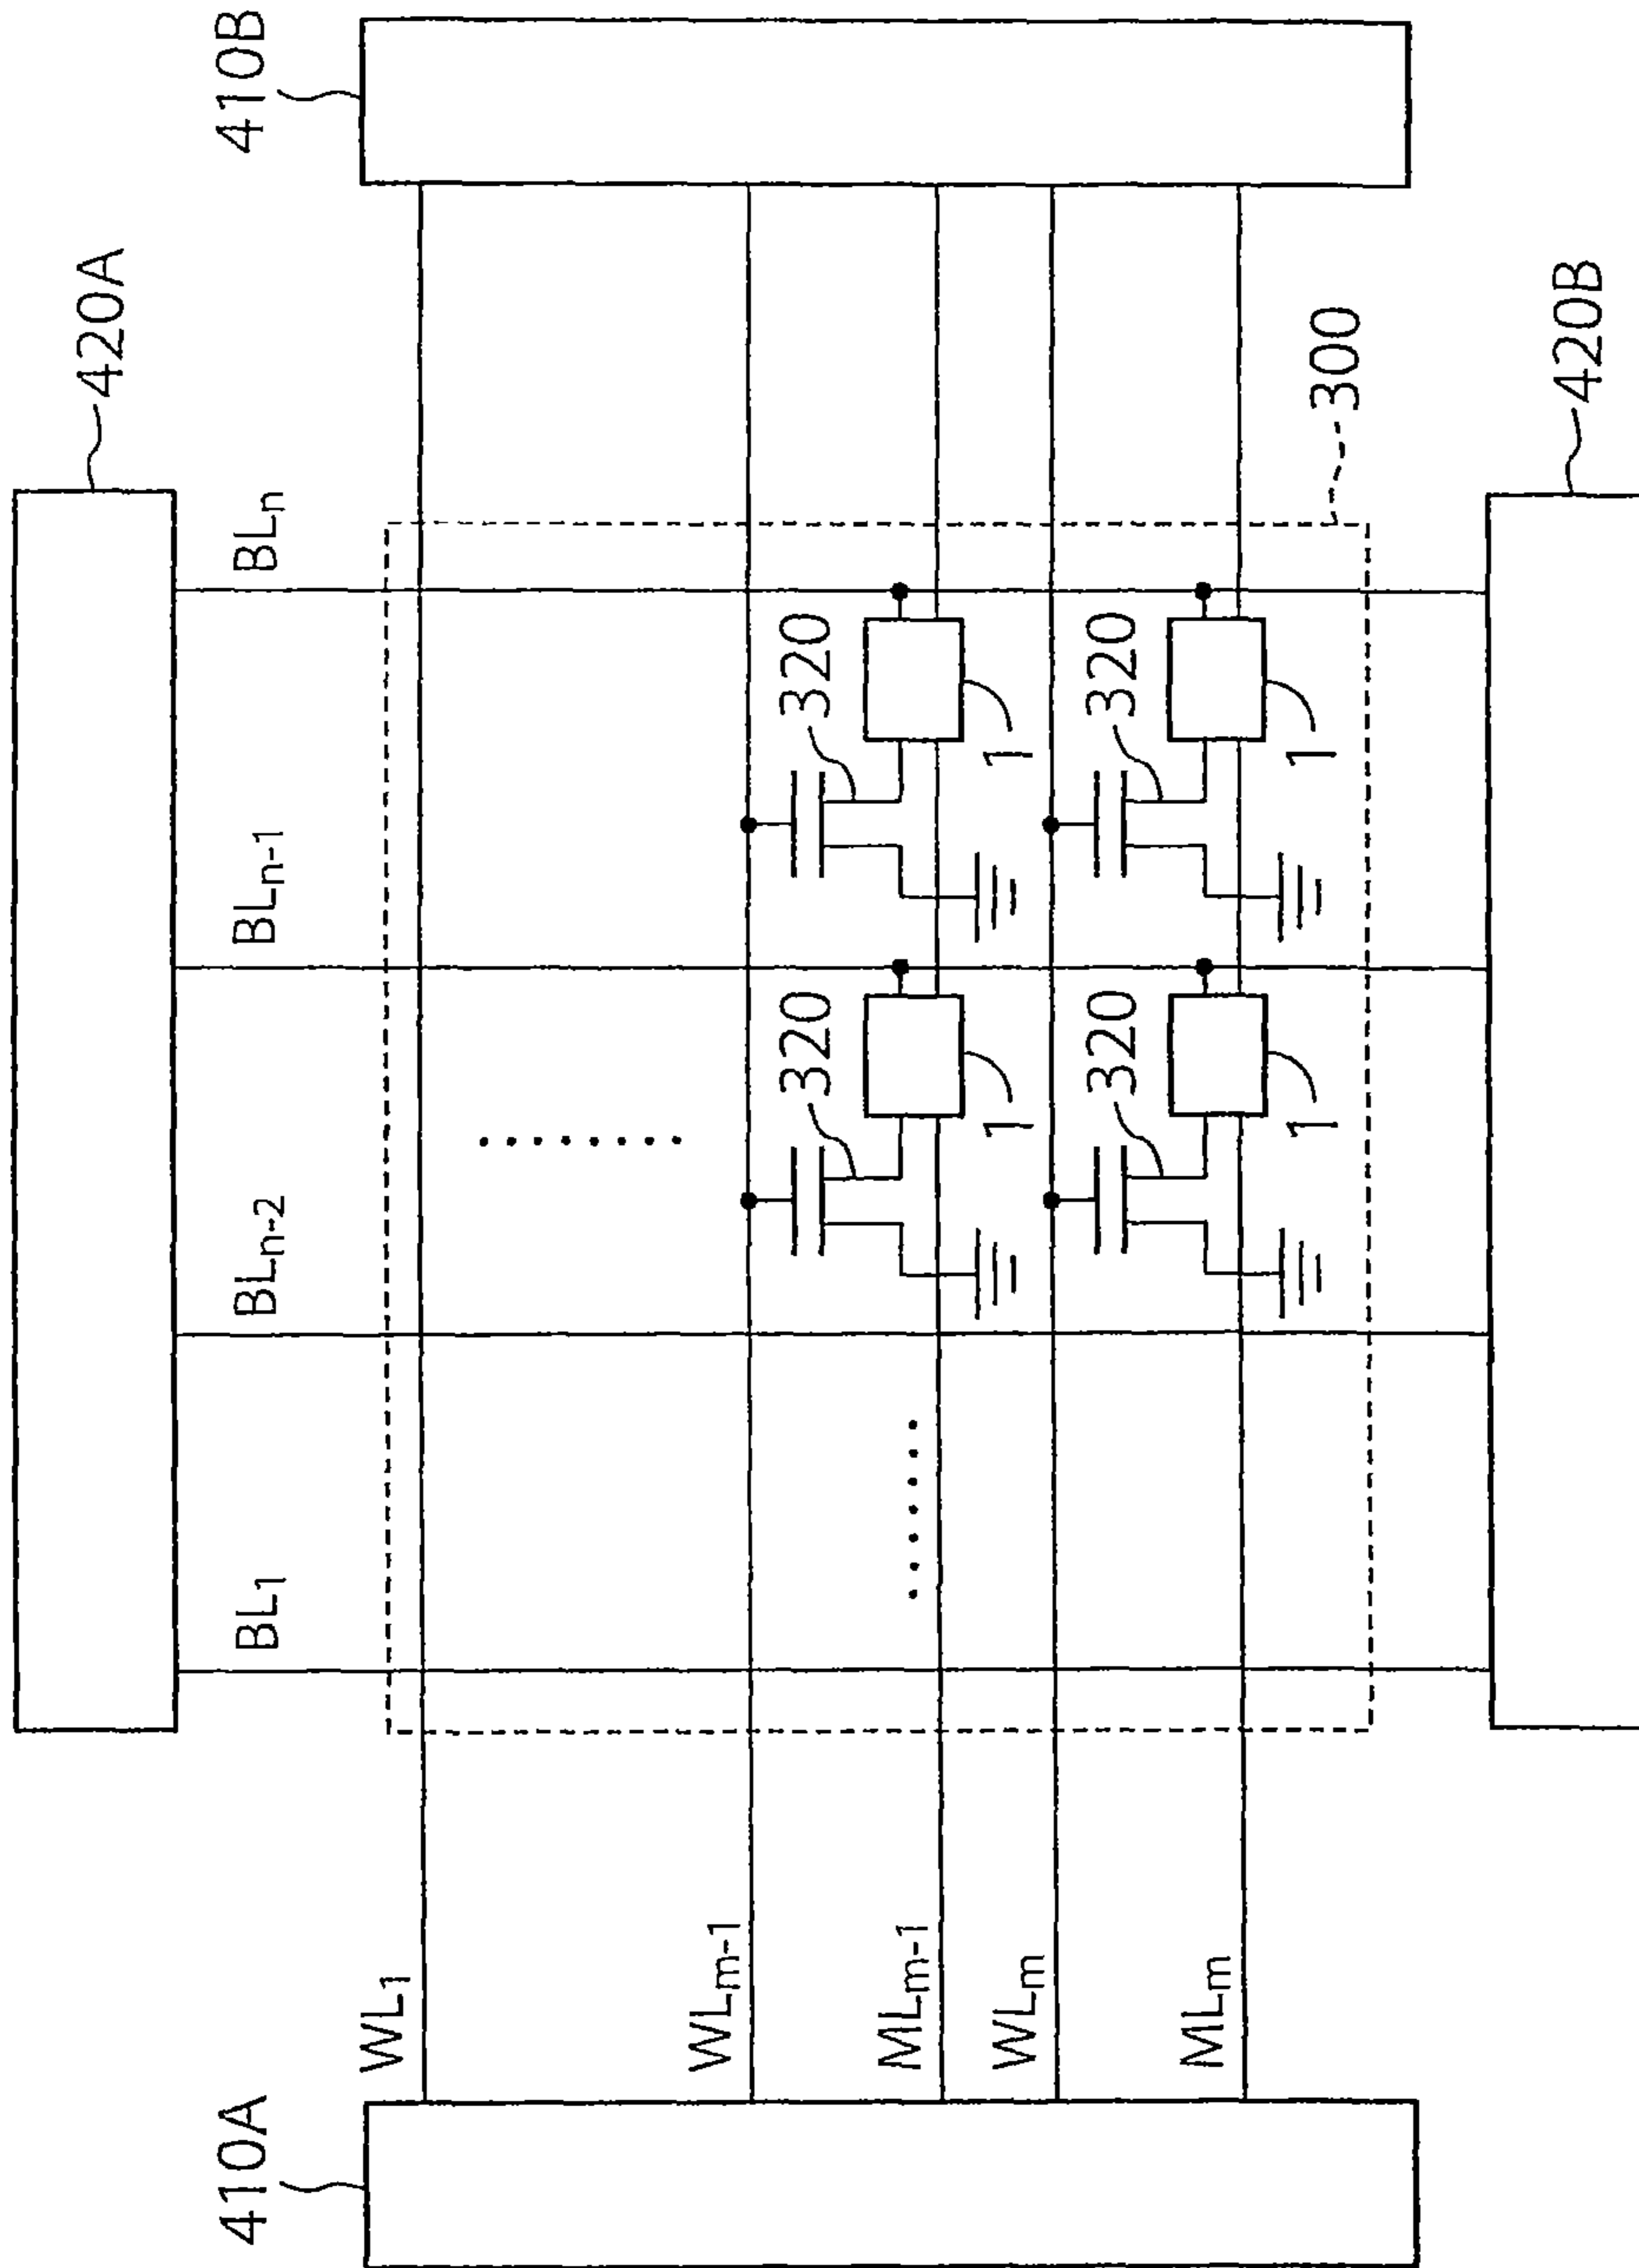 420A
410A
410B
BL₁
BLₙ₋₂
BLₙ₋₁
BLₙ
WL₁
WLₘ₋₁
320
320
MLₘ₋₁
1
1
WLₘ
320
320
MLₘ
1
1
300
420B